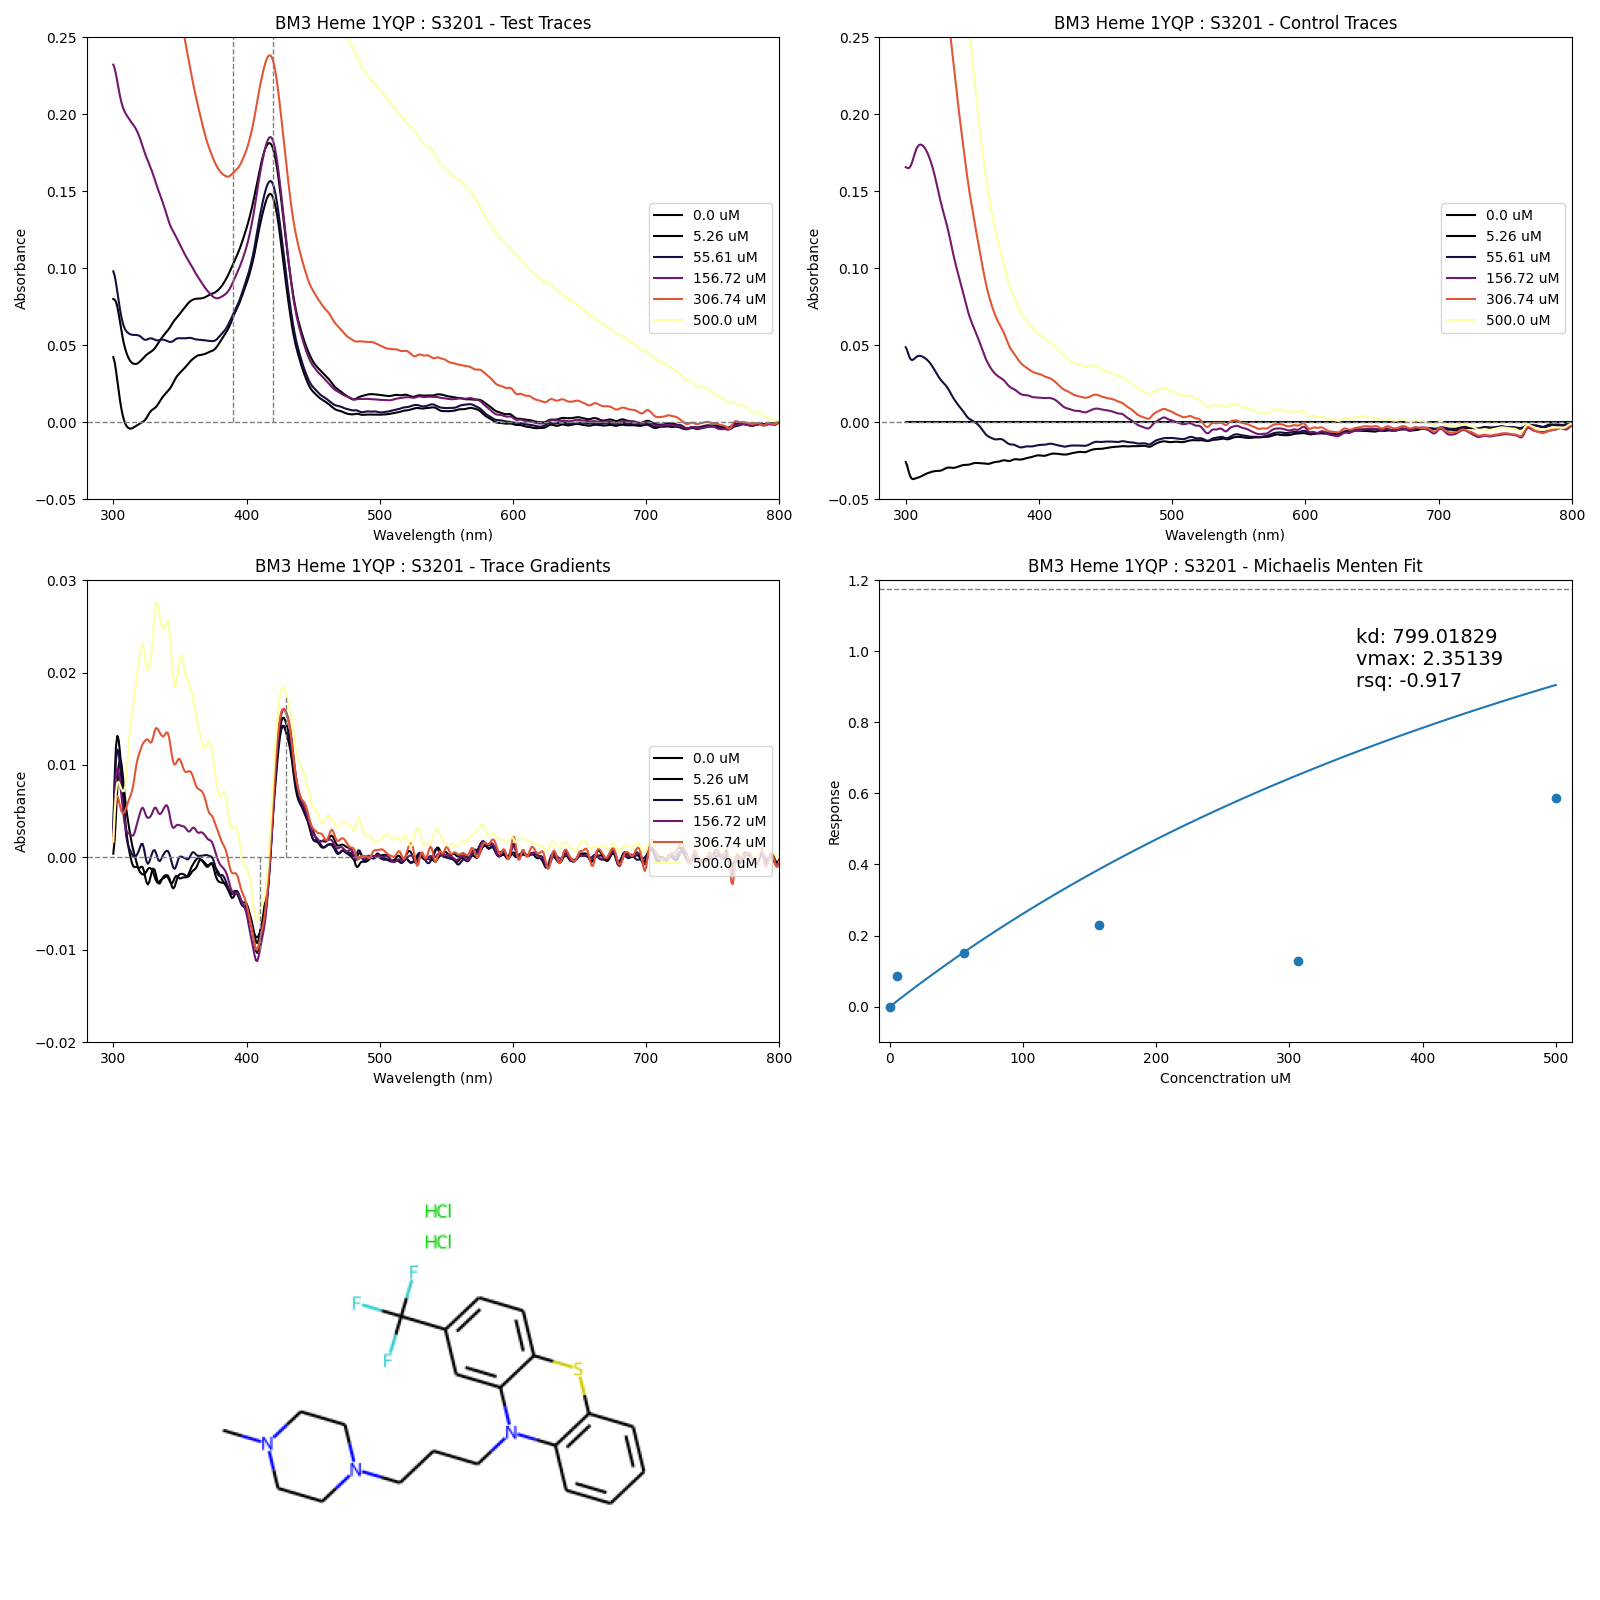 BM3 Heme 1YQP : S3201 - Test Traces
0.25
0.20
0.15
0.10
0.05
0.00
−0.05
Absorbance
0.0 uM
5.26 uM
55.61 uM
156.72 uM
306.74 uM
500.0 uM
300 400 500 600 700 800
Wavelength (nm)
BM3 Heme 1YQP : S3201 - Control Traces
0.25
0.20
0.15
0.10
0.05
0.00
−0.05
Absorbance
0.0 uM
5.26 uM
55.61 uM
156.72 uM
306.74 uM
500.0 uM
300 400 500 600 700 800
Wavelength (nm)
BM3 Heme 1YQP : S3201 - Trace Gradients
0.03
0.02
0.01
0.00
−0.01
−0.02
Absorbance
0.0 uM
5.26 uM
55.61 uM
156.72 uM
306.74 uM
500.0 uM
300 400 500 600 700 800
Wavelength (nm)
BM3 Heme 1YQP : S3201 - Michaelis Menten Fit
1.2
1.0
0.8
0.6
0.4
0.2
0.0
Response
kd: 799.01829
vmax: 2.35139
rsq: -0.917
0 100 200 300 400 500
Concenctration uM
HCl
HCl
F
F
F
S
N
N
N